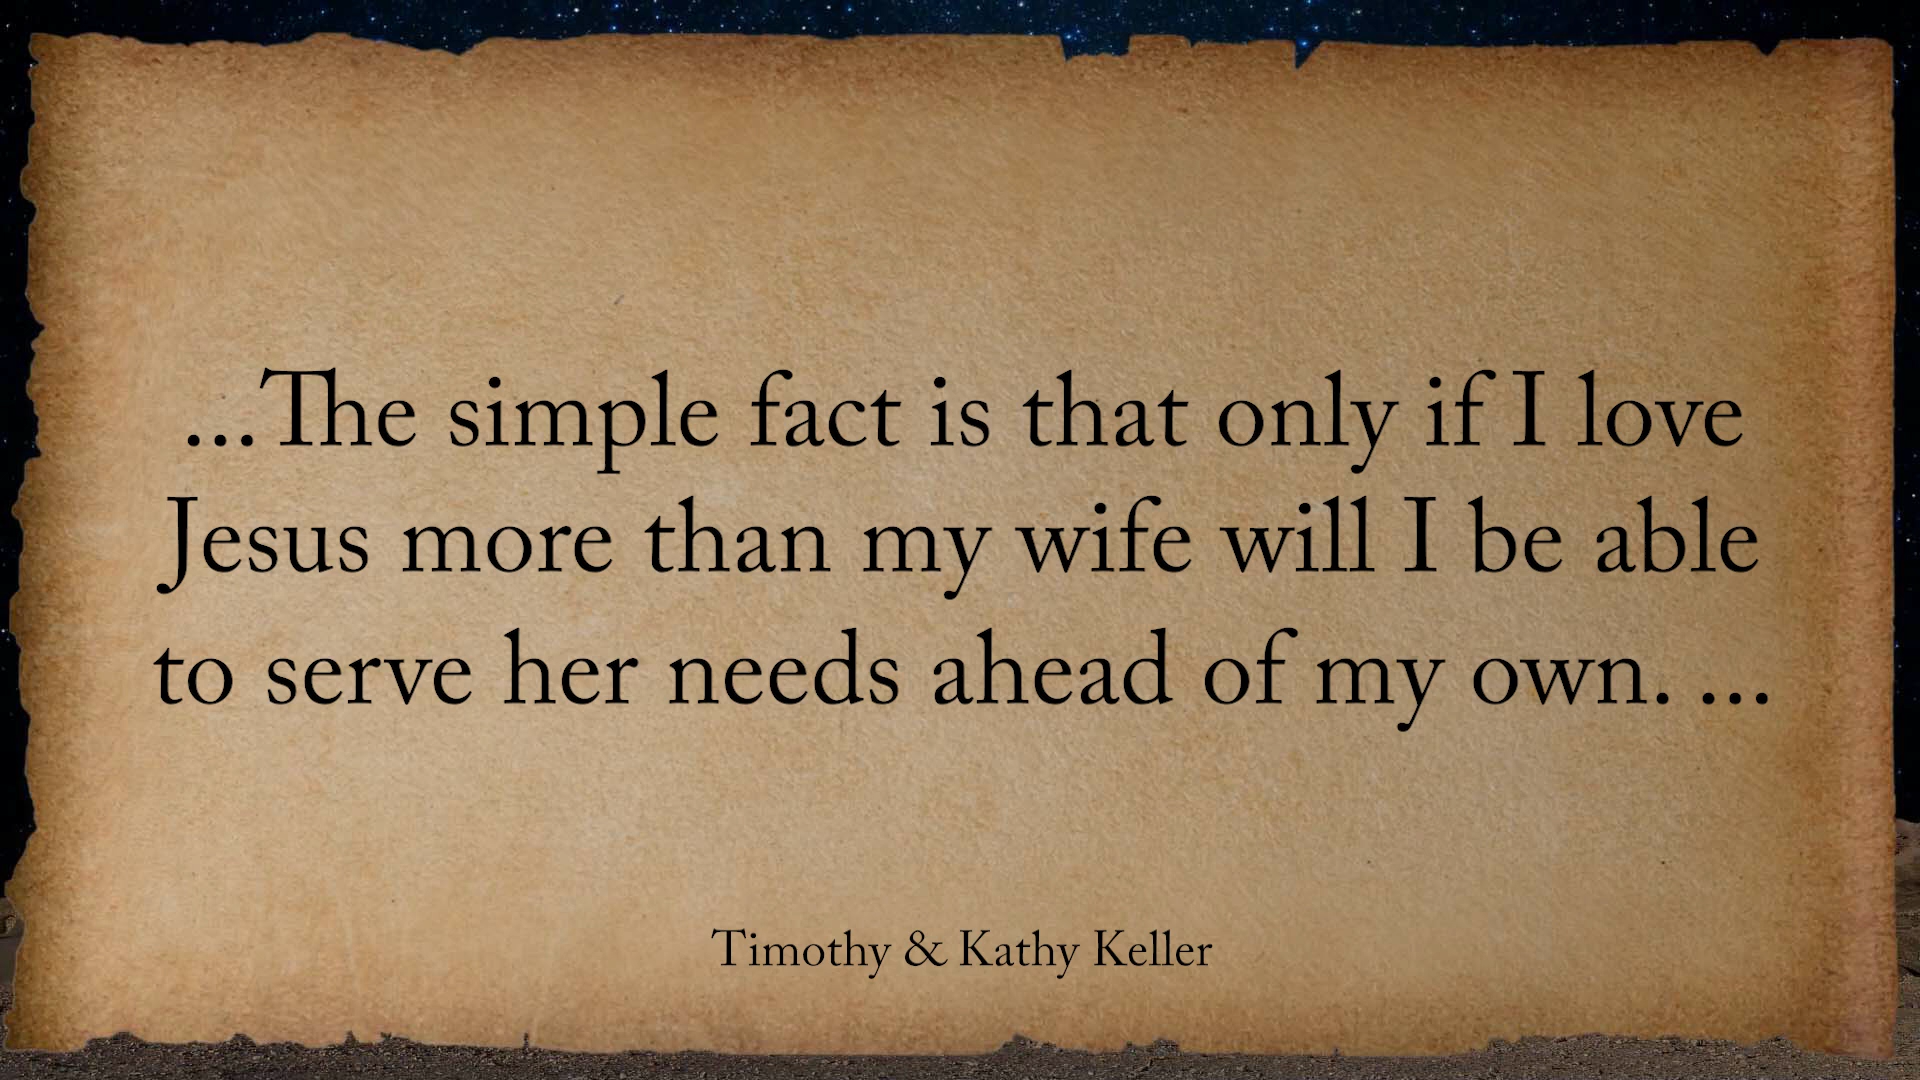 ...The simple fact is that only if I love
Jesus more than my wife will I be able
to serve her needs ahead of my own. ...
Timothy & Kathy Keller